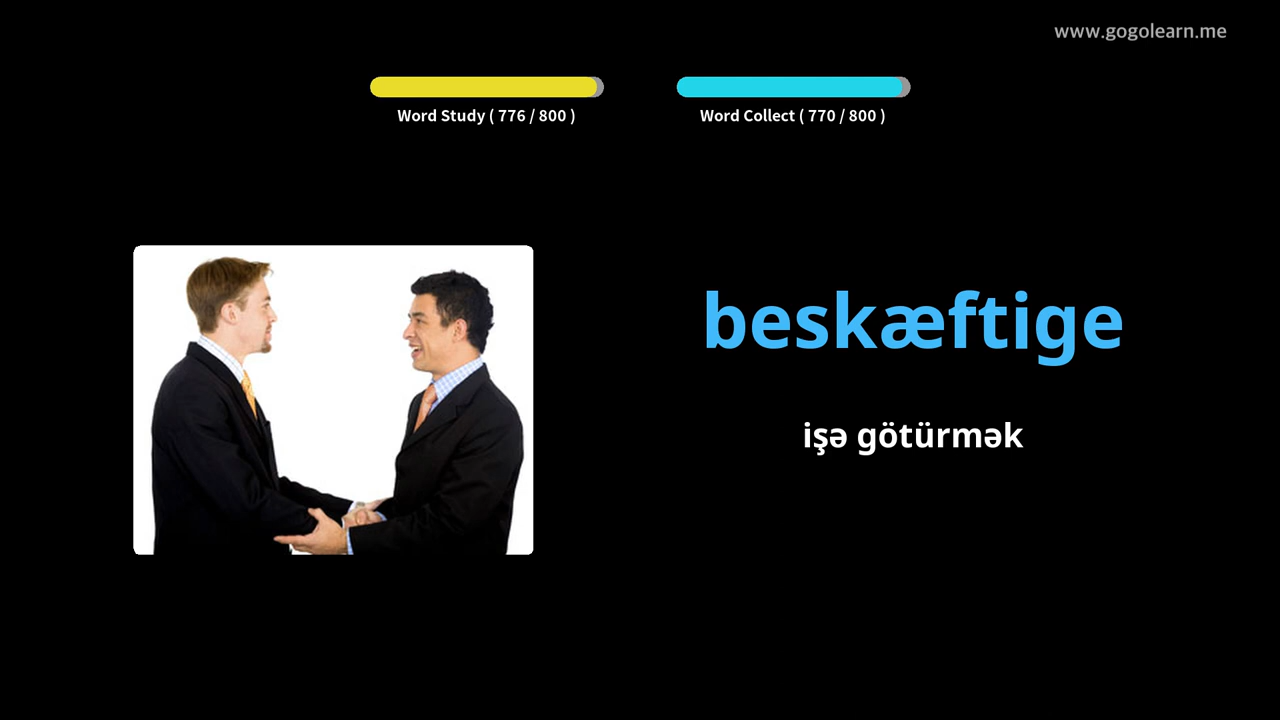 www.gogolearn.me
Word Study ( 776 / 800 )
Word Collect ( 770 / 800 )
beskæftige
işə götürmək